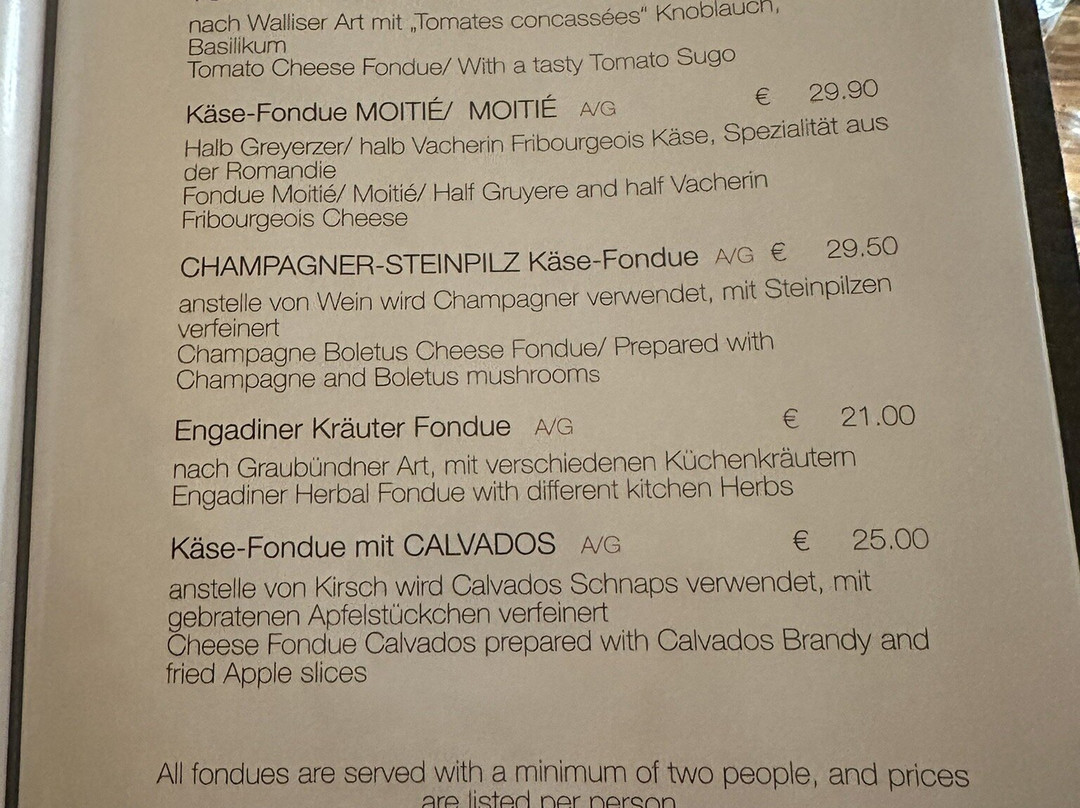 nach Walliser Art mit „Tomates concassées“ Knoblauch,
Basilikum
Tomato Cheese Fondue/ With a tasty Tomato Sugo
Käse-Fondue MOITIÉ/ MOITIÉ A/G € 29.90
Halb Greyerzer/ halb Vacherin Fribourgeois Käse, Spezialität aus
der Romandie
Fondue Moitié/ Moitié/ Half Gruyere and half Vacherin
Fribourgeois Cheese
CHAMPAGNER-STEINPILZ Käse-Fondue A/G € 29.50
anstelle von Wein wird Champagner verwendet, mit Steinpilzen
verfeinert
Champagne Boletus Cheese Fondue/ Prepared with
Champagne and Boletus mushrooms
Engadiner Kräuter Fondue A/G € 21.00
nach Graubündner Art, mit verschiedenen Küchenkräutern
Engadiner Herbal Fondue with different kitchen Herbs
Käse-Fondue mit CALVADOS A/G € 25.00
anstelle von Kirsch wird Calvados Schnaps verwendet, mit
gebratenen Apfelstückchen verfeinert
Cheese Fondue Calvados prepared with Calvados Brandy and
fried Apple slices
All fondues are served with a minimum of two people, and prices
are listed per person